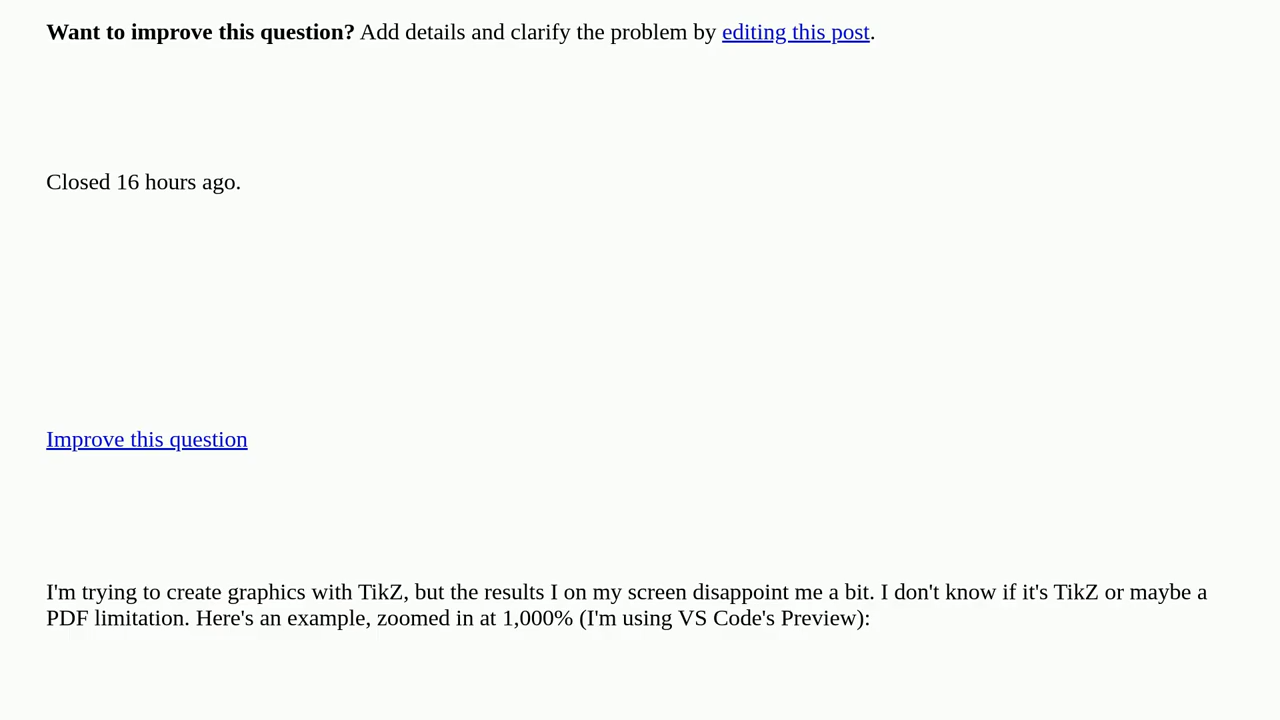 Want to improve this question? Add details and clarify the problem by editing this post.
Closed 16 hours ago.
Improve this question
I'm trying to create graphics with TikZ, but the results I on my screen disappoint me a bit. I don't know if it's TikZ or maybe a
PDF limitation. Here's an example, zoomed in at 1,000% (I'm using VS Code's Preview):